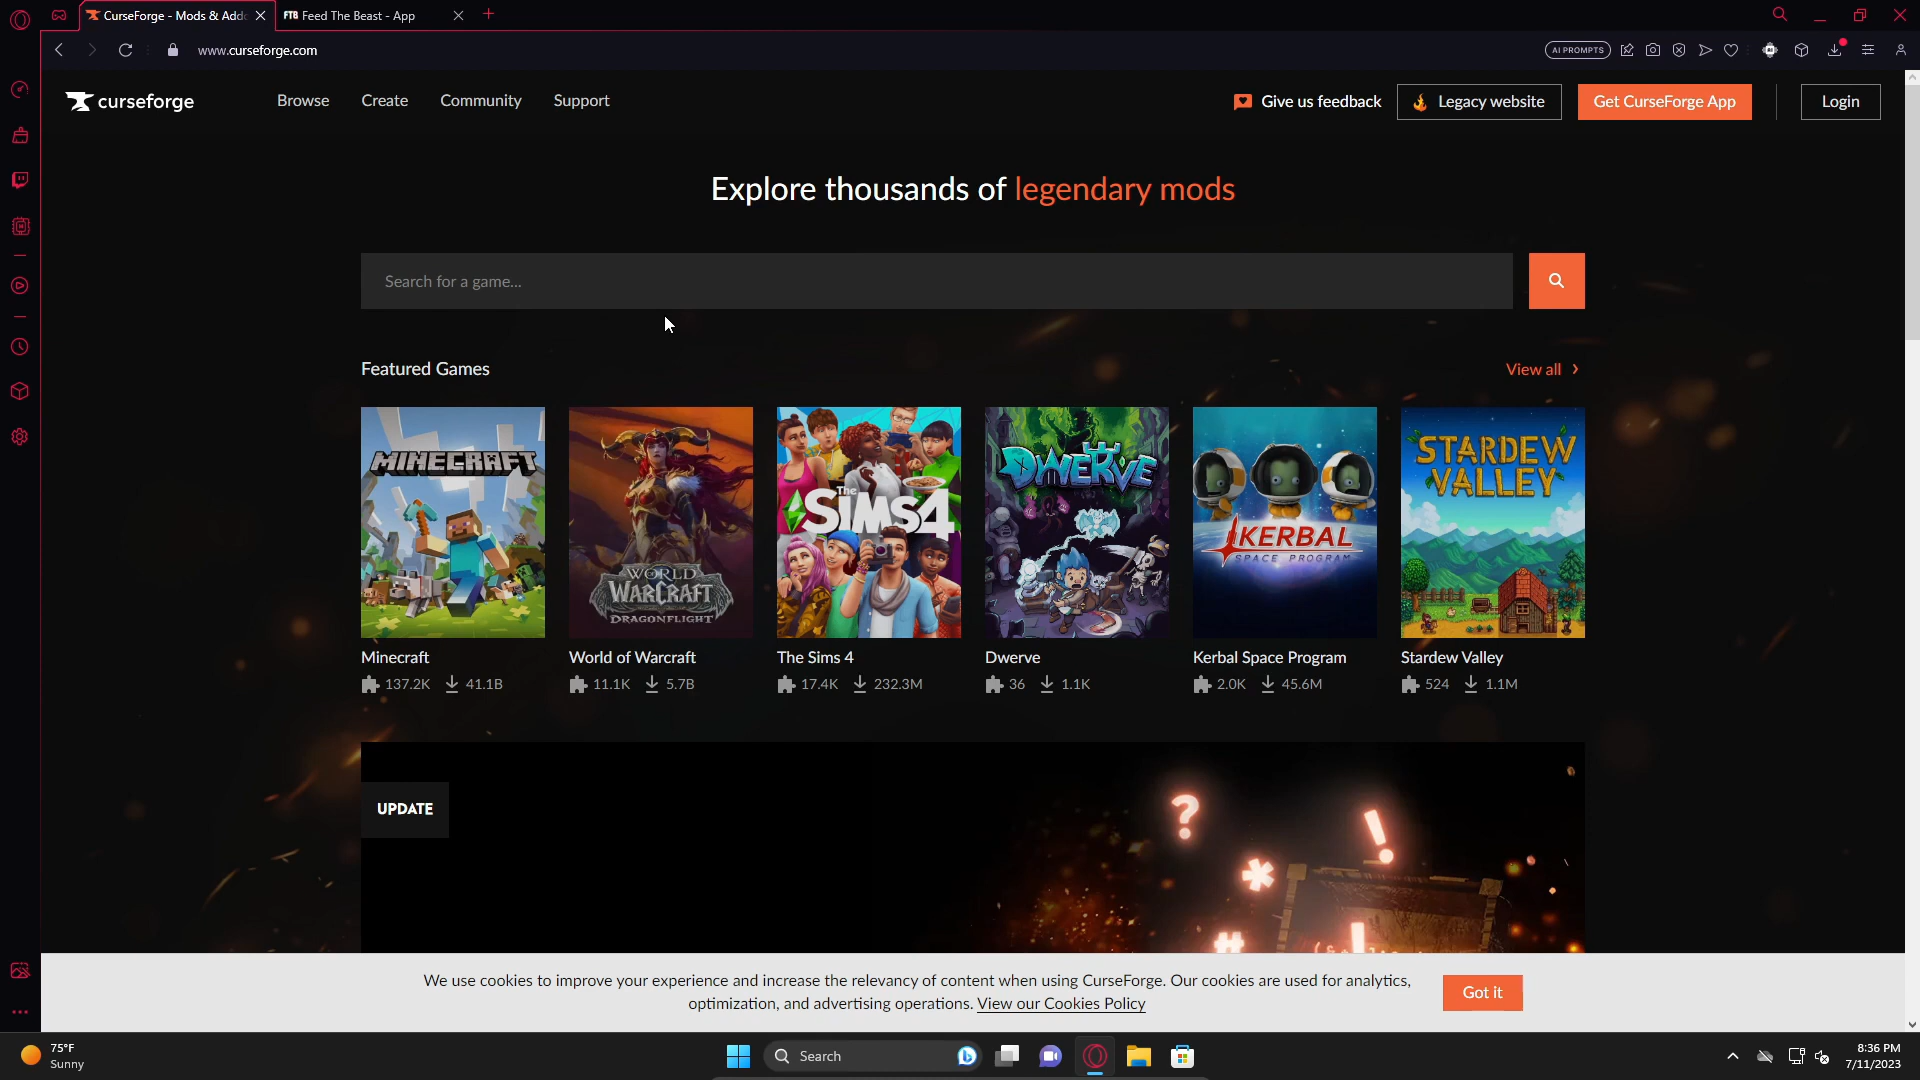 CurseForge - Mods & Addo
FTB Feed The Beast - App
www.curseforge.com
AI PROMPTS
curseforge
Browse
Create
Community
Support
Give us feedback
Legacy website
Get CurseForge App
Login
Explore thousands of legendary mods
Search for a game...
Featured Games
View all
MINECRAFT
WORLD
WARCRAFT
DRAGONFLIGHT
The
SIMS4
DWERVE
KERBAL
SPACE PROGRAM
STARDEW
VALLEY
Minecraft
World of Warcraft
The Sims 4
Dwerve
Kerbal Space Program
Stardew Valley
137.2K 41.1B
11.1K 5.7B
17.4K 232.3M
36 1.1K
2.0K 45.6M
524 1.1M
UPDATE
? ! * # !
We use cookies to improve your experience and increase the relevancy of content when using CurseForge. Our cookies are used for analytics,
optimization, and advertising operations. View our Cookies Policy
Got it
75°F
Sunny
Search
8:36 PM
7/11/2023